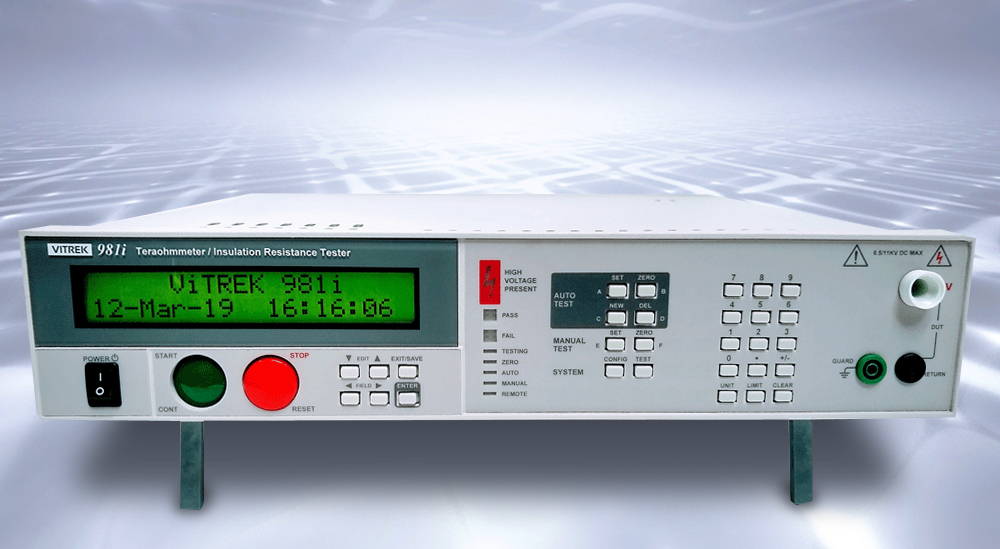 VITREK 981i Teraohmmeter / Insulation Resistance Tester
ViTREK 981i
12-Mar-19 16:16:06
POWER
I
O
START
CONT
STOP
RESET
▼ EDIT ▲ EXIT/SAVE
◀ FIELD ▶ ENTER
HIGH
VOLTAGE
PRESENT
PASS
FAIL
TESTING
ZERO
AUTO
MANUAL
REMOTE
AUTO
TEST
SET ZERO
A B
NEW DEL
C D
MANUAL
TEST
SET ZERO
E F
SYSTEM
CONFIG TEST
7 8 9
4 5 6
1 2 3
0 • +/-
UNIT LIMIT CLEAR
6.5/11KV DC MAX
V
DUT
GUARD
RETURN